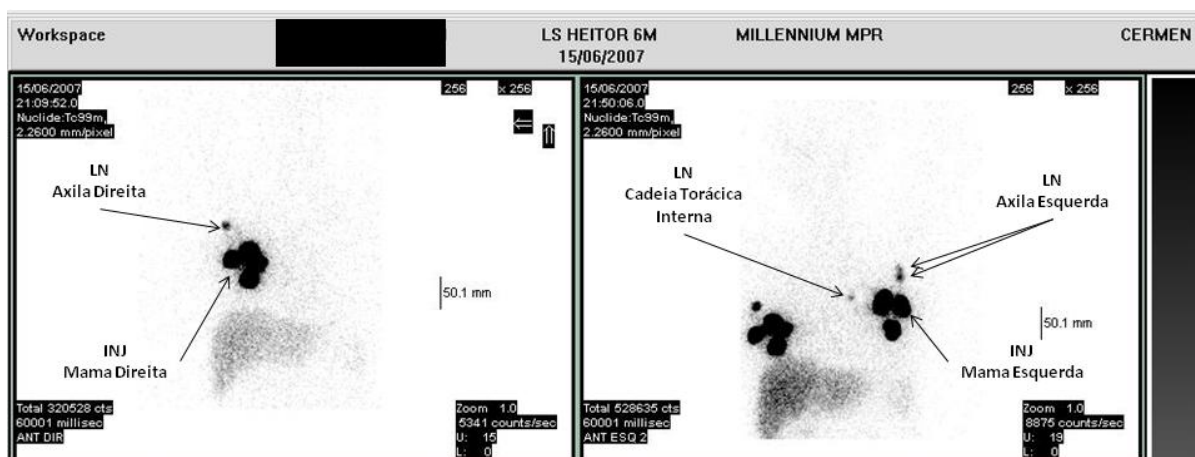 Workspace
LS HEITOR 6M
15/06/2007
MILLENNIUM MPR
CERMEN
15/06/2007
21:09:52.0
Nuclide:Tc99m,
2.2600 mm/pixel
256 x 256
LN
Axila Direita
50.1 mm
INJ
Mama Direita
Total 320528 cts
60001 millisec
ANT DIR
Zoom 1.0
5341 counts/sec
U: 15
L: 0
15/06/2007
21:50:06.0
Nuclide:Tc99m,
2.2600 mm/pixel
256 x 256
LN
Cadeia Torácica
Interna
LN
Axila Esquerda
50.1 mm
INJ
Mama Esquerda
Total 528635 cts
60001 millisec
ANT ESQ 2
Zoom 1.0
8875 counts/sec
U: 19
L: 0